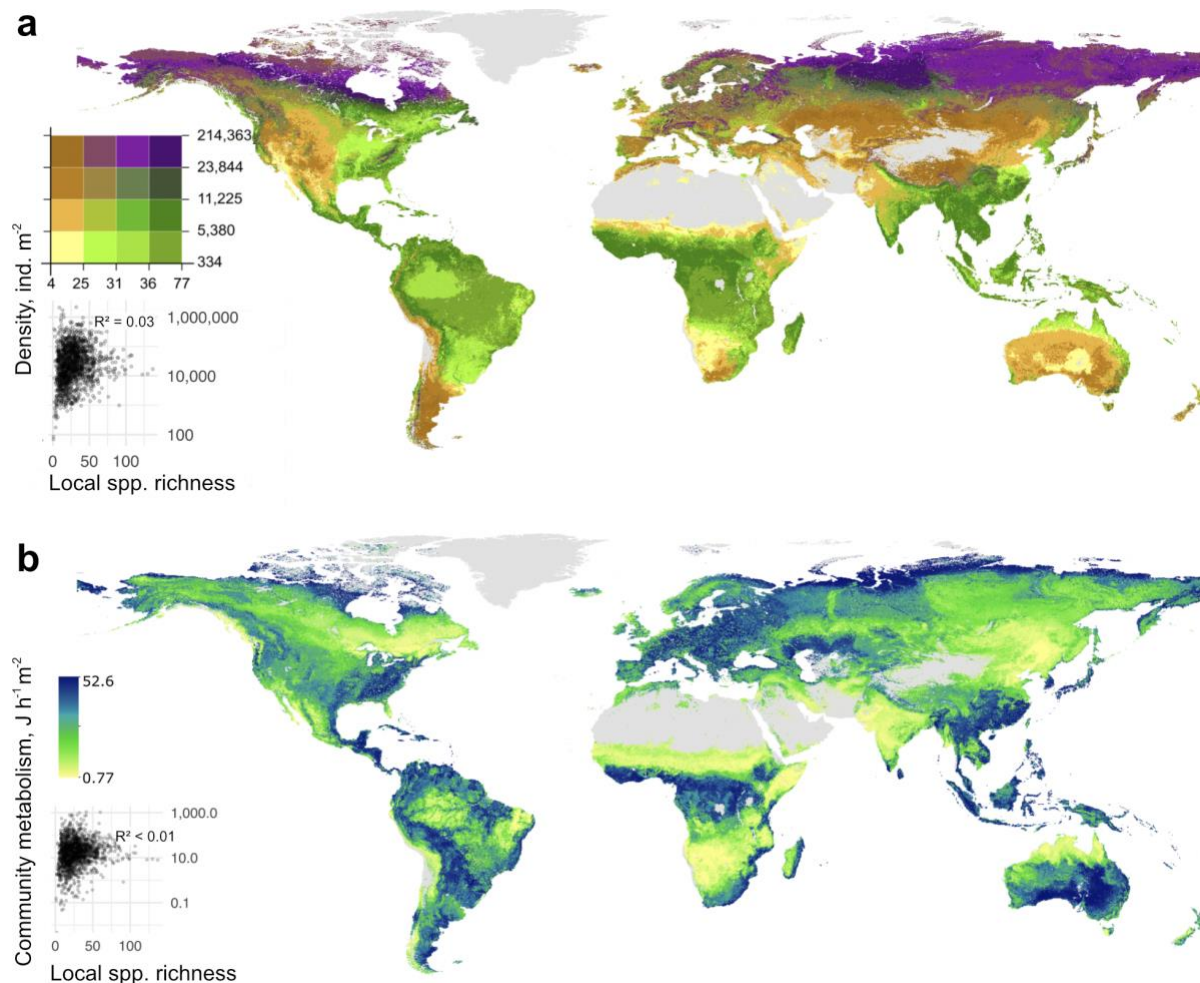 a
214,363
23,844
11,225
5,380
334
4 25 31 36 77
Density, ind. m⁻²
R² = 0.03
1,000,000
10,000
100
0 50 100
Local spp. richness
b
52.6
0.77
Community metabolism, J h⁻¹ m⁻²
R² < 0.01
1,000.0
10.0
0.1
0 50 100
Local spp. richness